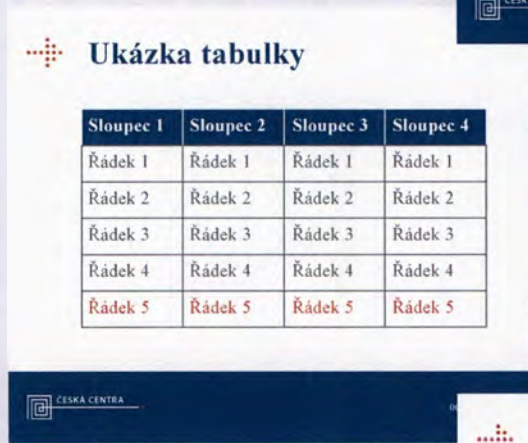 Ukázka tabulky
Sloupec 1 Sloupec 2 Sloupec 3 Sloupec 4
Řádek 1 Řádek 1 Řádek 1 Řádek 1
Řádek 2 Řádek 2 Řádek 2 Řádek 2
Řádek 3 Řádek 3 Řádek 3 Řádek 3
Řádek 4 Řádek 4 Řádek 4 Řádek 4
Řádek 5 Řádek 5 Řádek 5 Řádek 5
ČESKÁ CENTRA